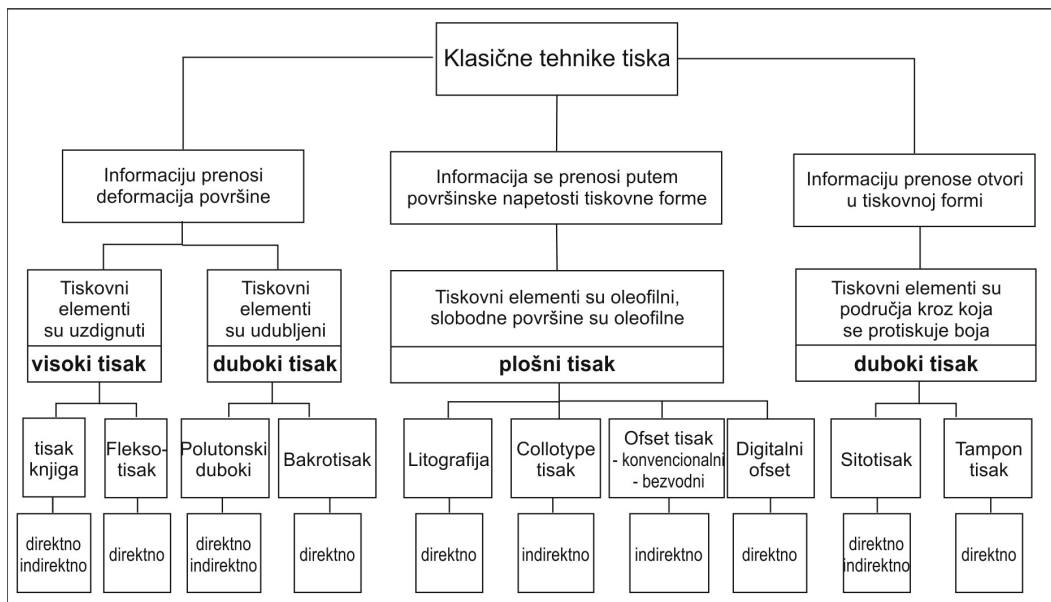 Klasične tehnike tiska
Informaciju prenosi
deformacija površine
Informacija se prenosi putem
površinske napetosti tiskovne forme
Informaciju prenose otvori
u tiskovnoj formi
Tiskovni
elementi
su uzdignuti
visoki tisak
Tiskovni
elementi
su udubljeni
duboki tisak
Tiskovni elementi su oleofilni,
slobodne površine su oleofilne
plošni tisak
Tiskovni elementi su
područja kroz koja
se protiskuje boja
duboki tisak
tisak
knjiga
Flekso-
tisak
Polutonski
duboki
Bakrotisak
Litografija
Collotype
tisak
Ofset tisak
- konvencionalni
- bezvodni
Digitalni
ofset
Sitotisak
Tampon
tisak
direktno
indirektno
direktno
direktno
indirektno
direktno
direktno
indirektno
indirektno
direktno
direktno
indirektno
direktno